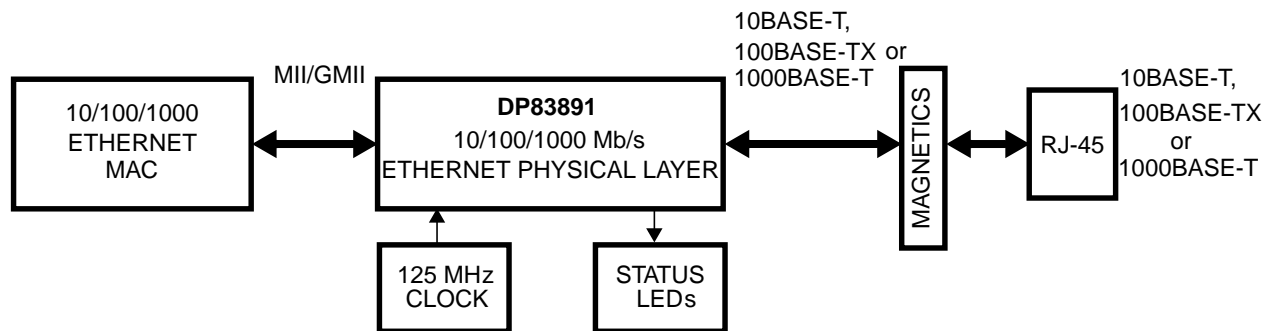 10/100/1000
ETHERNET
MAC
MII/GMII
DP83891
10/100/1000 Mb/s
ETHERNET PHYSICAL LAYER
125 MHz
CLOCK
STATUS
LEDs
10BASE-T,
100BASE-TX or
1000BASE-T
MAGNETICS
RJ-45
10BASE-T,
100BASE-TX
or
1000BASE-T